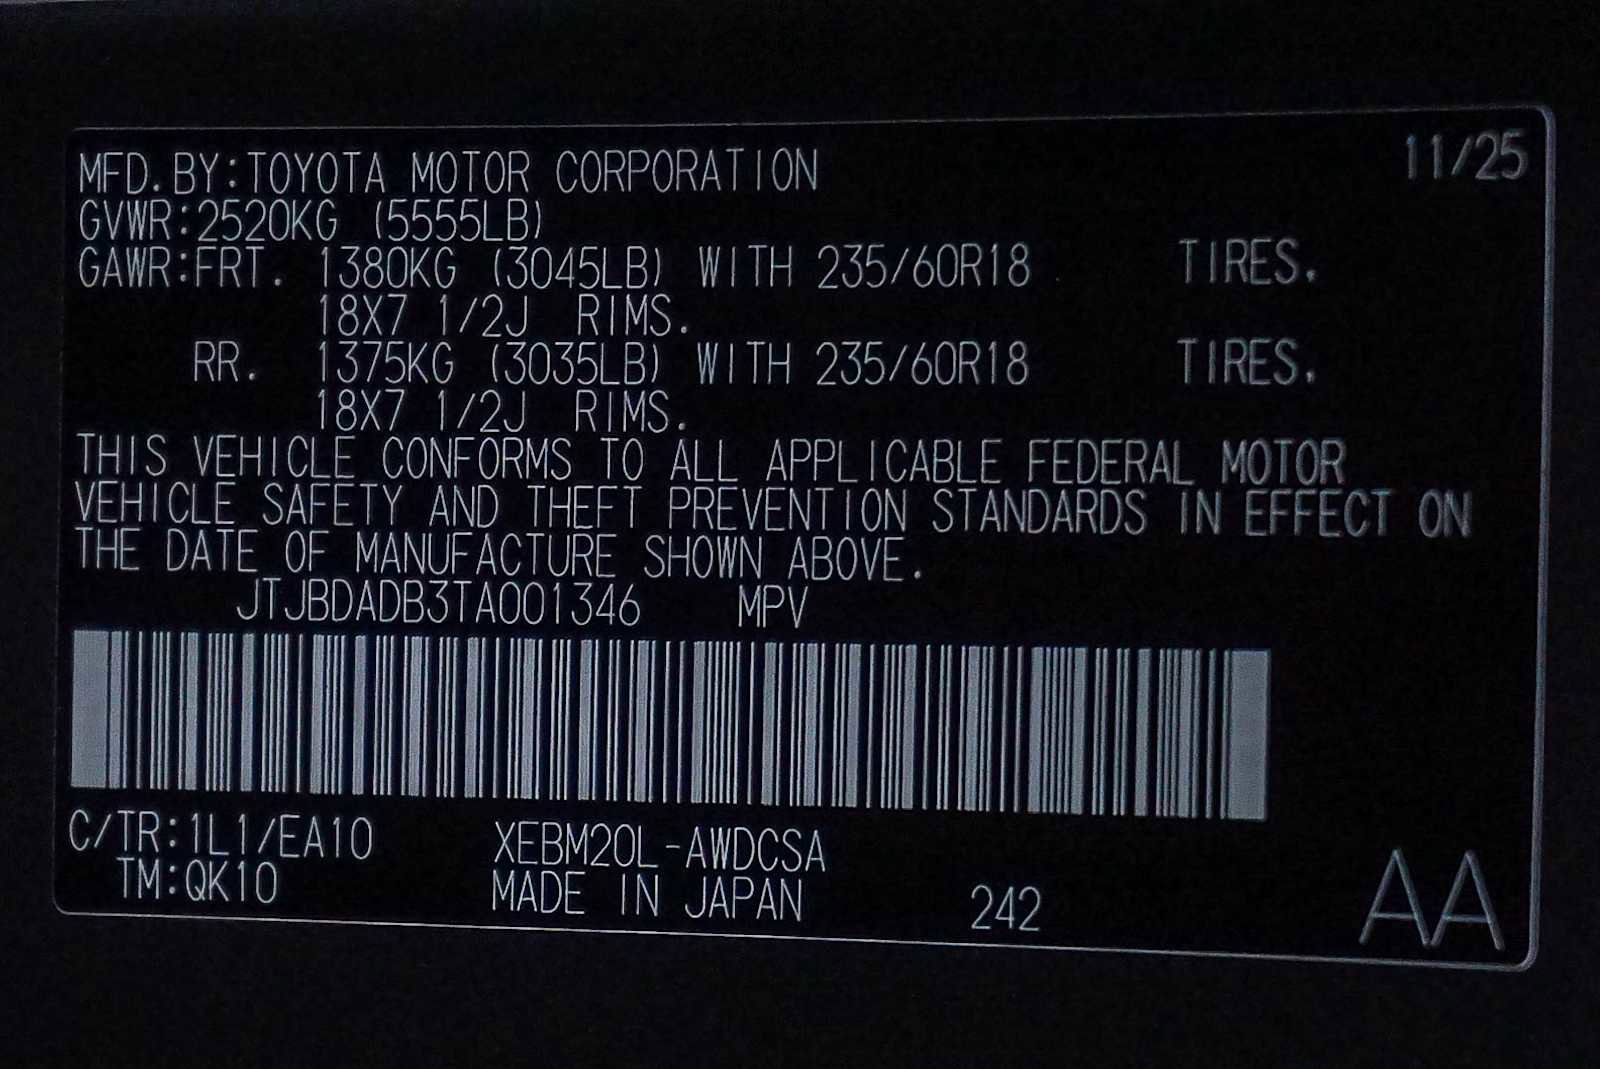 11/25
MFD.BY:TOYOTA MOTOR CORPORATION
GVWR:2520KG (5555LB)
GAWR:FRT. 1380KG (3045LB) WITH 235/60R18 TIRES.
18X7 1/2J RIMS.
RR. 1375KG (3035LB) WITH 235/60R18 TIRES.
18X7 1/2J RIMS.
THIS VEHICLE CONFORMS TO ALL APPLICABLE FEDERAL MOTOR
VEHICLE SAFETY AND THEFT PREVENTION STANDARDS IN EFFECT ON
THE DATE OF MANUFACTURE SHOWN ABOVE.
JTJBDADB3TA001346 MPV
C/TR:1L1/EA10 XEBM20L-AWDCSA
TM:QK10 MADE IN JAPAN 242 AA